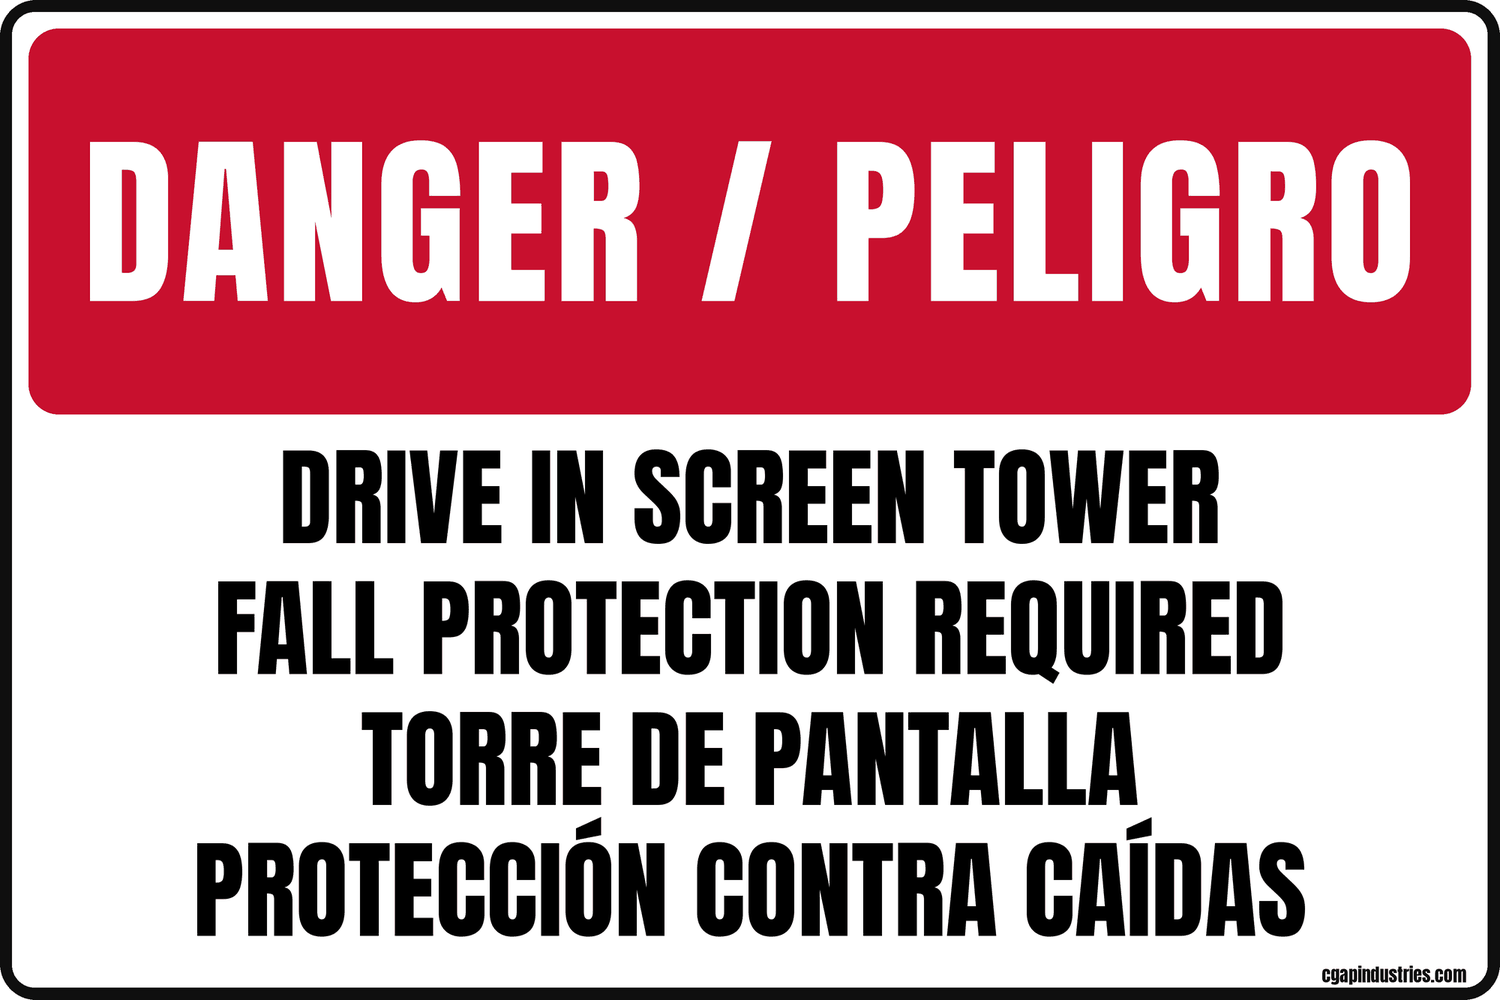 DANGER / PELIGRO
DRIVE IN SCREEN TOWER
FALL PROTECTION REQUIRED
TORRE DE PANTALLA
PROTECCIÓN CONTRA CAÍDAS
cgapindustries.com